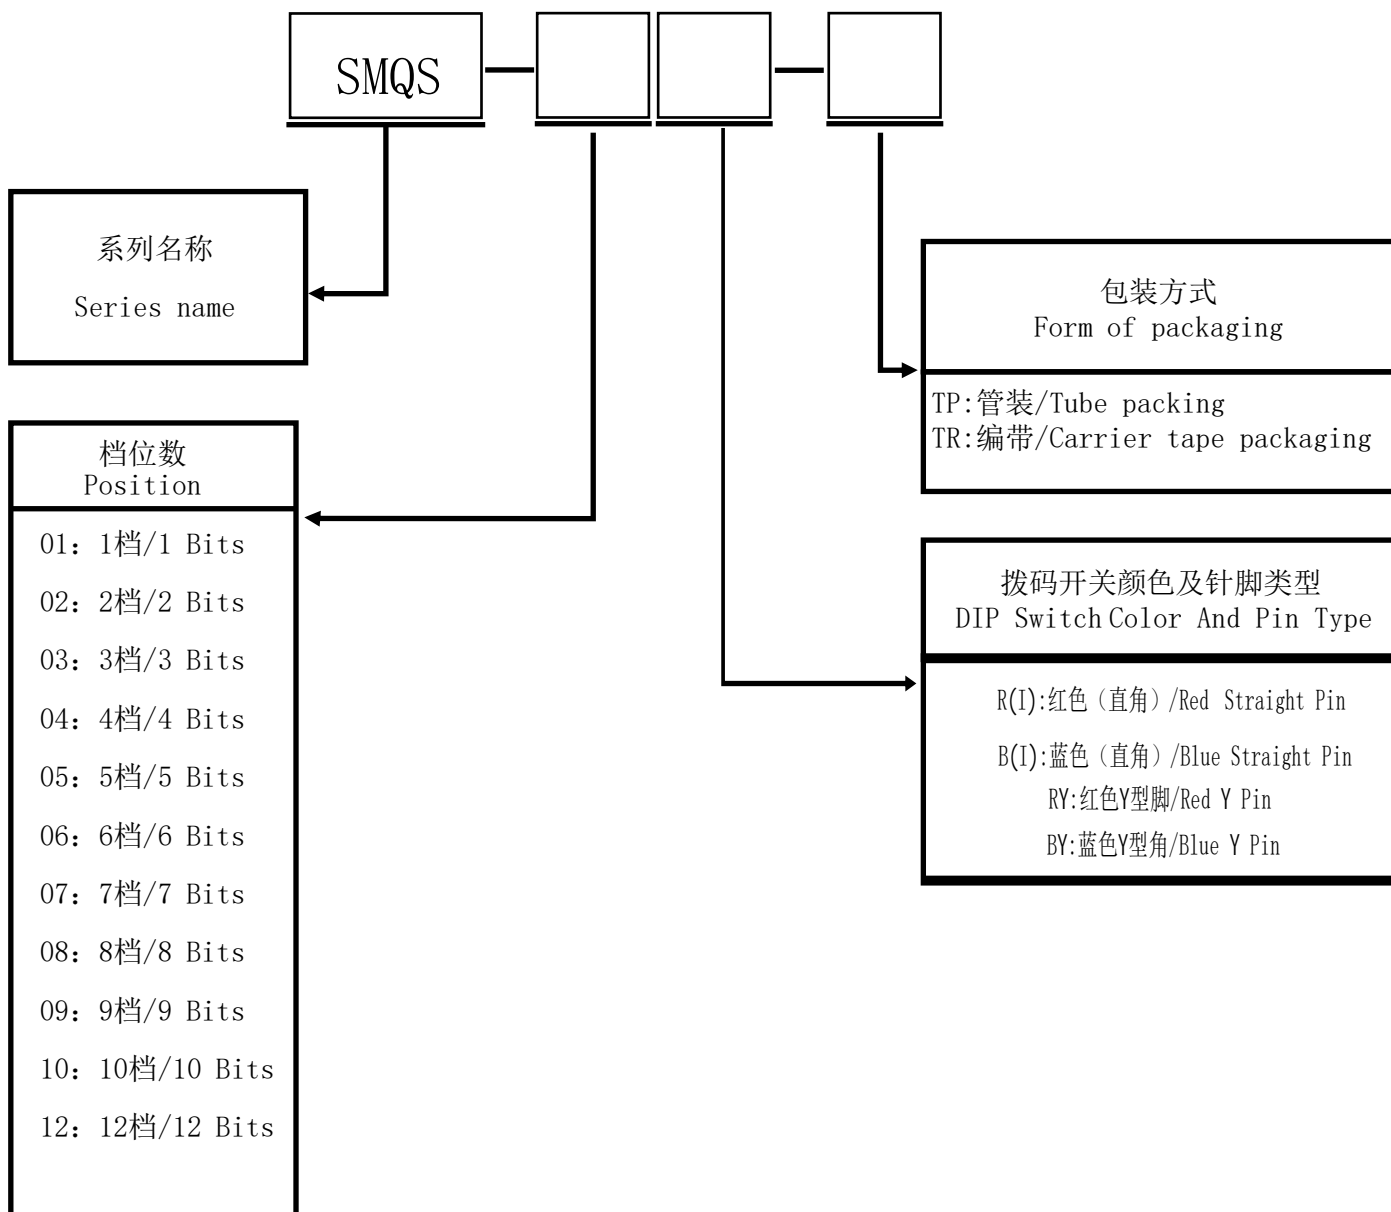 SMQS
系列名称
Series name
包装方式
Form of packaging
TP:管装/Tube packing
TR:编带/Carrier tape packaging
档位数
Position
01: 1档/1 Bits
02: 2档/2 Bits
03: 3档/3 Bits
04: 4档/4 Bits
05: 5档/5 Bits
06: 6档/6 Bits
07: 7档/7 Bits
08: 8档/8 Bits
09: 9档/9 Bits
10: 10档/10 Bits
12: 12档/12 Bits
拨码开关颜色及针脚类型
DIP Switch Color And Pin Type
R(I):红色（直角）/Red Straight Pin
B(I):蓝色（直角）/Blue Straight Pin
RY:红色Y型脚/Red Y Pin
BY:蓝色Y型角/Blue Y Pin